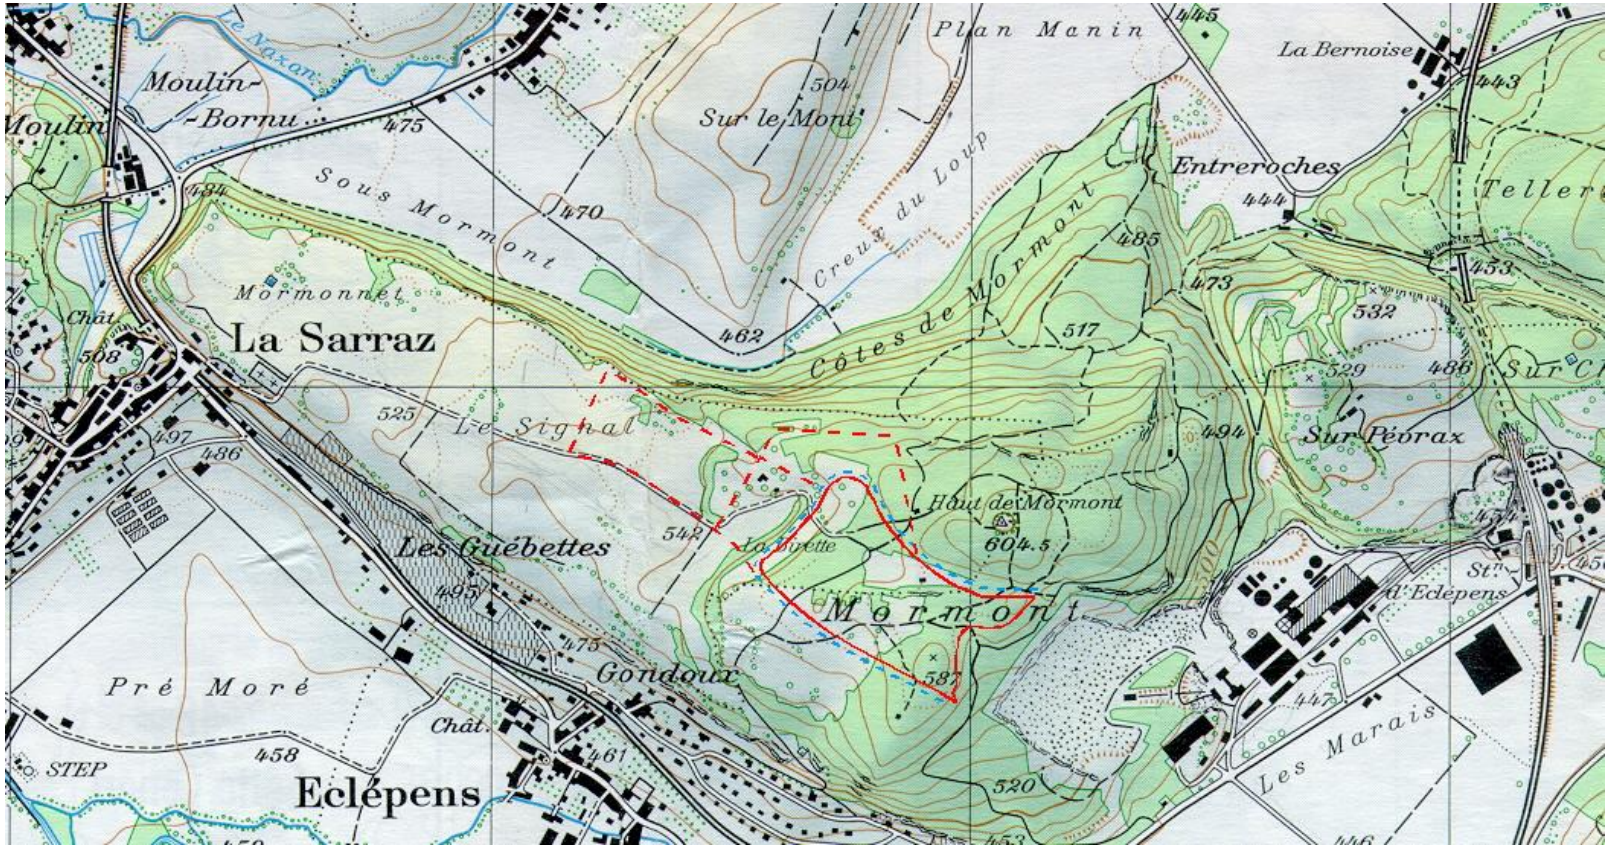 Plan Manin
445
La Bernoise
443
Le Nozon
Moulin-
-Bornu
504
Sur le Mont
475
Moulin
Entreroches
Creux du Loup
484
Sous Mormont
470
444
485
453
473
Mormonnet
Chât.
532
La Sarraz
508
462
517
Côtes de Mormont
529
486
525
Le Signal
497
494
Sur Pévraz
486
Haut de Mormont
542
La Birette
604.5
Les Guébettes
500
Stn
d'Eclépens
495
Mormont
475
587
Gondoux
Pré Moré
447
Les Marais
Chât.
458
461
STEP
520
Eclépens
453
446